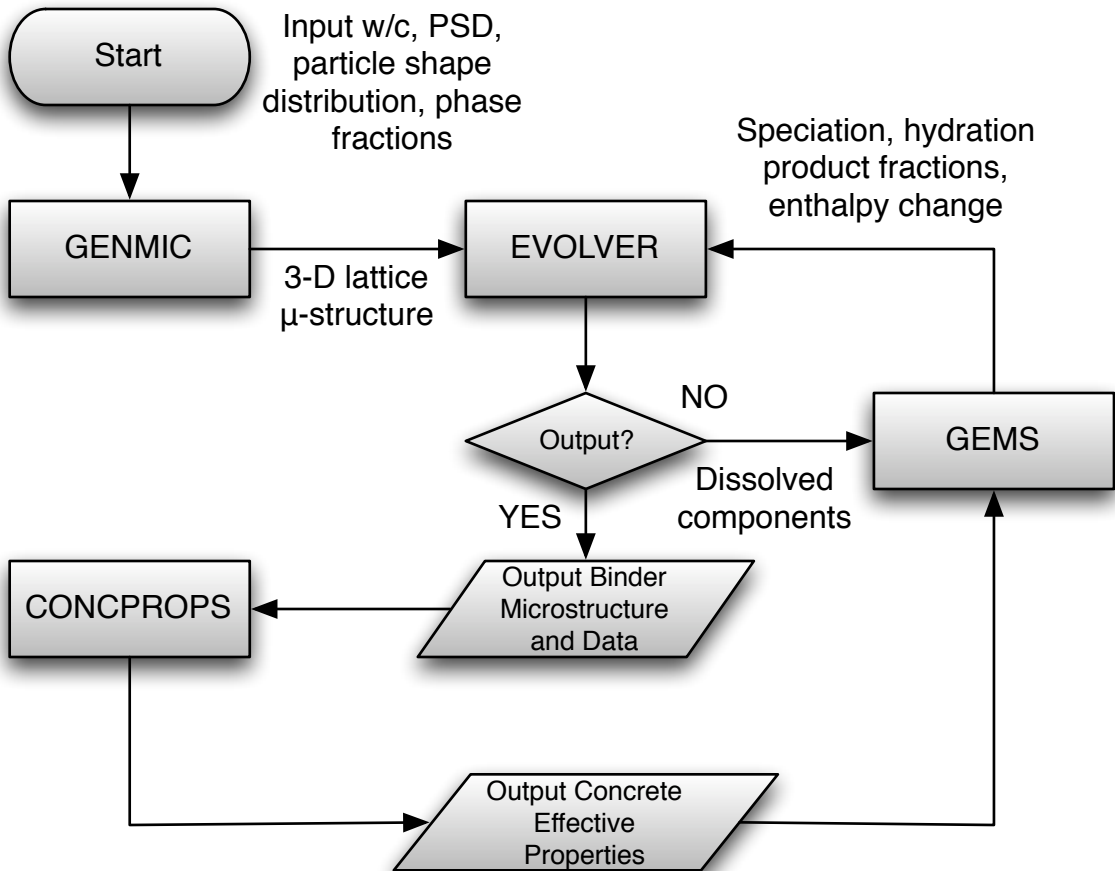 Start
Input w/c, PSD,
particle shape
distribution, phase
fractions
Speciation, hydration
product fractions,
enthalpy change
GENMIC
3-D lattice
µ-structure
EVOLVER
Output?
NO
Dissolved
components
GEMS
YES
Output Binder
Microstructure
and Data
CONCPROPS
Output Concrete
Effective
Properties